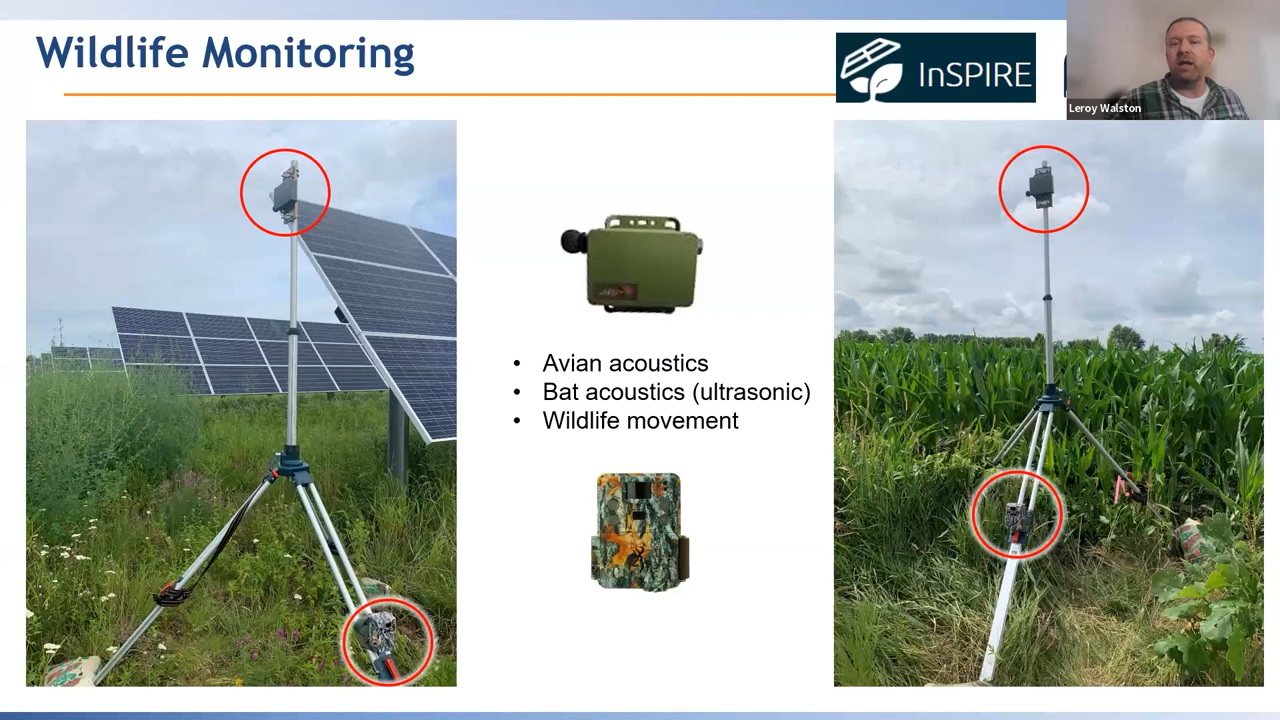 Wildlife Monitoring
InSPIRE
Leroy Walston
• Avian acoustics
• Bat acoustics (ultrasonic)
• Wildlife movement